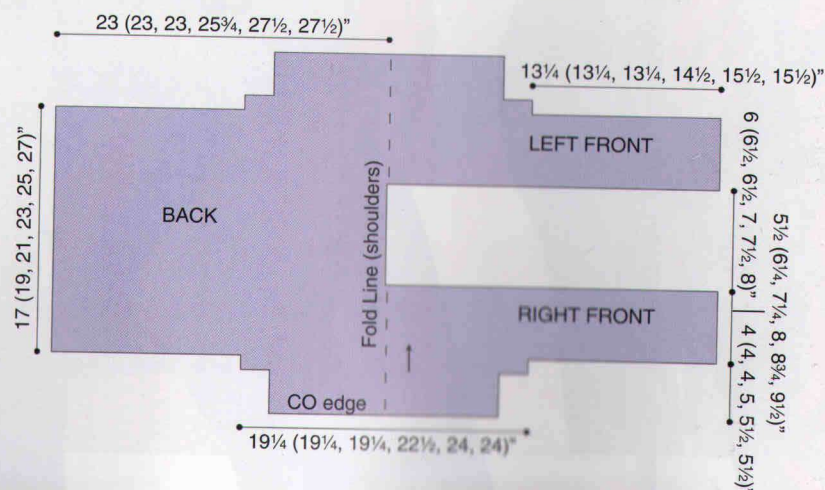 23 (23, 23, 25¾, 27½, 27½)”
13¼ (13¼, 13¼, 14½, 15½, 15½)”
17 (19, 21, 23, 25, 27)”
BACK
Fold Line (shoulders)
LEFT FRONT
6 (6½, 6½, 7, 7½, 8)”
5½ (6¼, 7¼, 8, 8¾, 9½)”
RIGHT FRONT
4 (4, 4, 5, 5½, 5½)”
CO edge
19¼ (19¼, 19¼, 22½, 24, 24)”